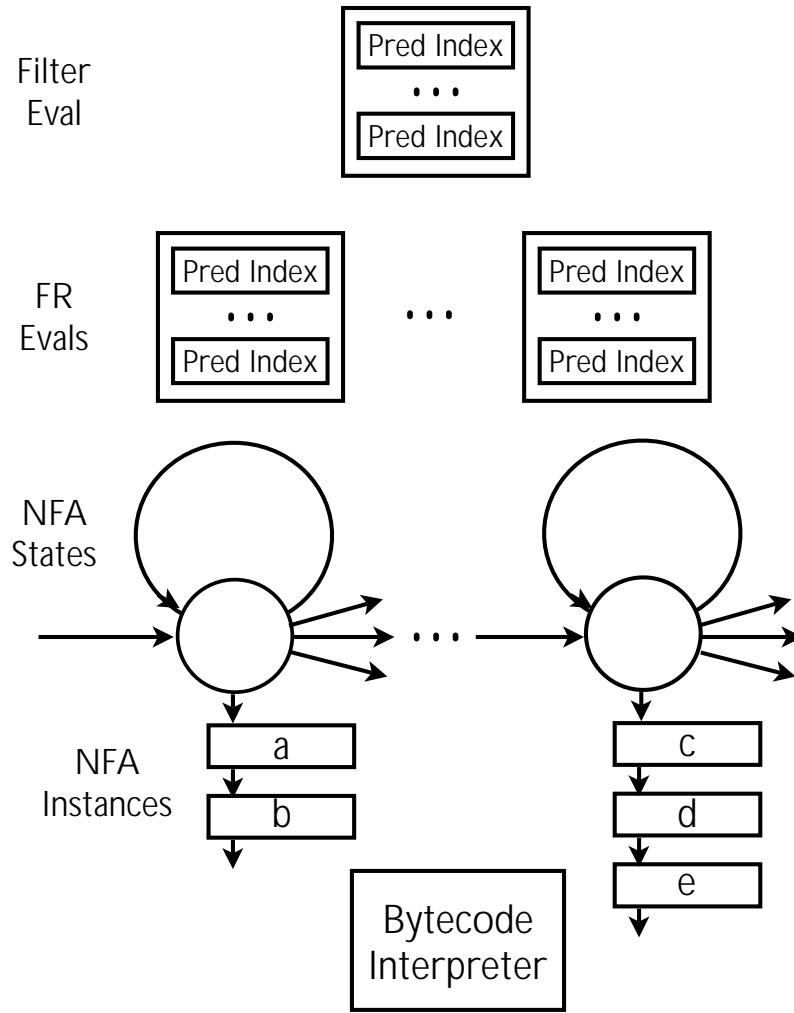 Pred Index
Filter
Eval
. . .
Pred Index
Pred Index
Pred Index
FR
Evals
. . .
. . .
. . .
Pred Index
Pred Index
NFA
States
. . .
a
c
NFA
Instances
b
d
e
Bytecode
Interpreter